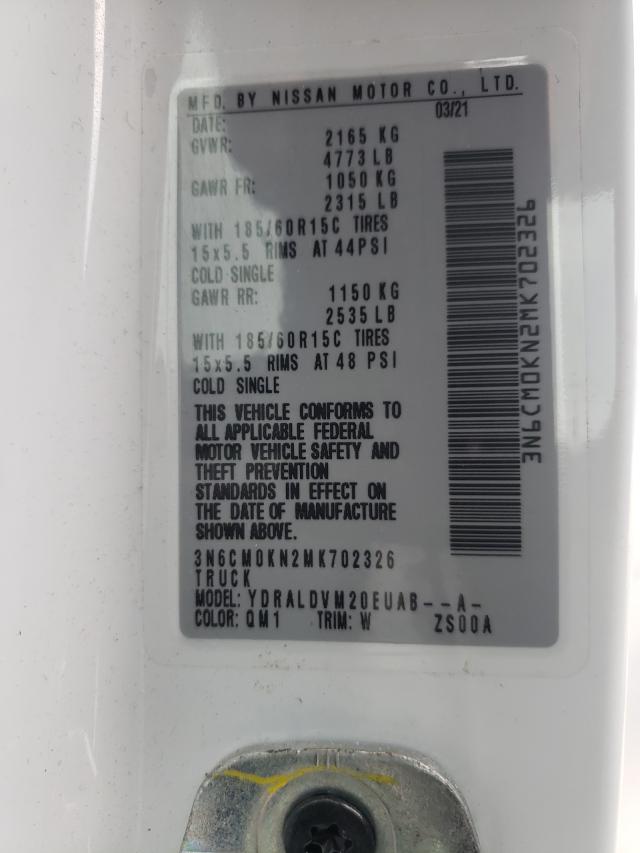 MFD. BY NISSAN MOTOR CO., LTD.
DATE: 03/21
GVWR: 2165 KG
4773 LB
GAWR FR: 1050 KG
2315 LB
WITH 185/60R15C TIRES
15x5.5 RIMS AT 44PSI
COLD SINGLE
GAWR RR: 1150 KG
2535 LB
WITH 185/60R15C TIRES
15x5.5 RIMS AT 48 PSI
COLD SINGLE
THIS VEHICLE CONFORMS TO
ALL APPLICABLE FEDERAL
MOTOR VEHICLE SAFETY AND
THEFT PREVENTION
STANDARDS IN EFFECT ON
THE DATE OF MANUFACTURE
SHOWN ABOVE.
3N6CM0KN2MK702326
TRUCK
MODEL: YDRALDVM20EUAB--A-
COLOR: QM1 TRIM: W ZS00A
3N6CM0KN2MK702326